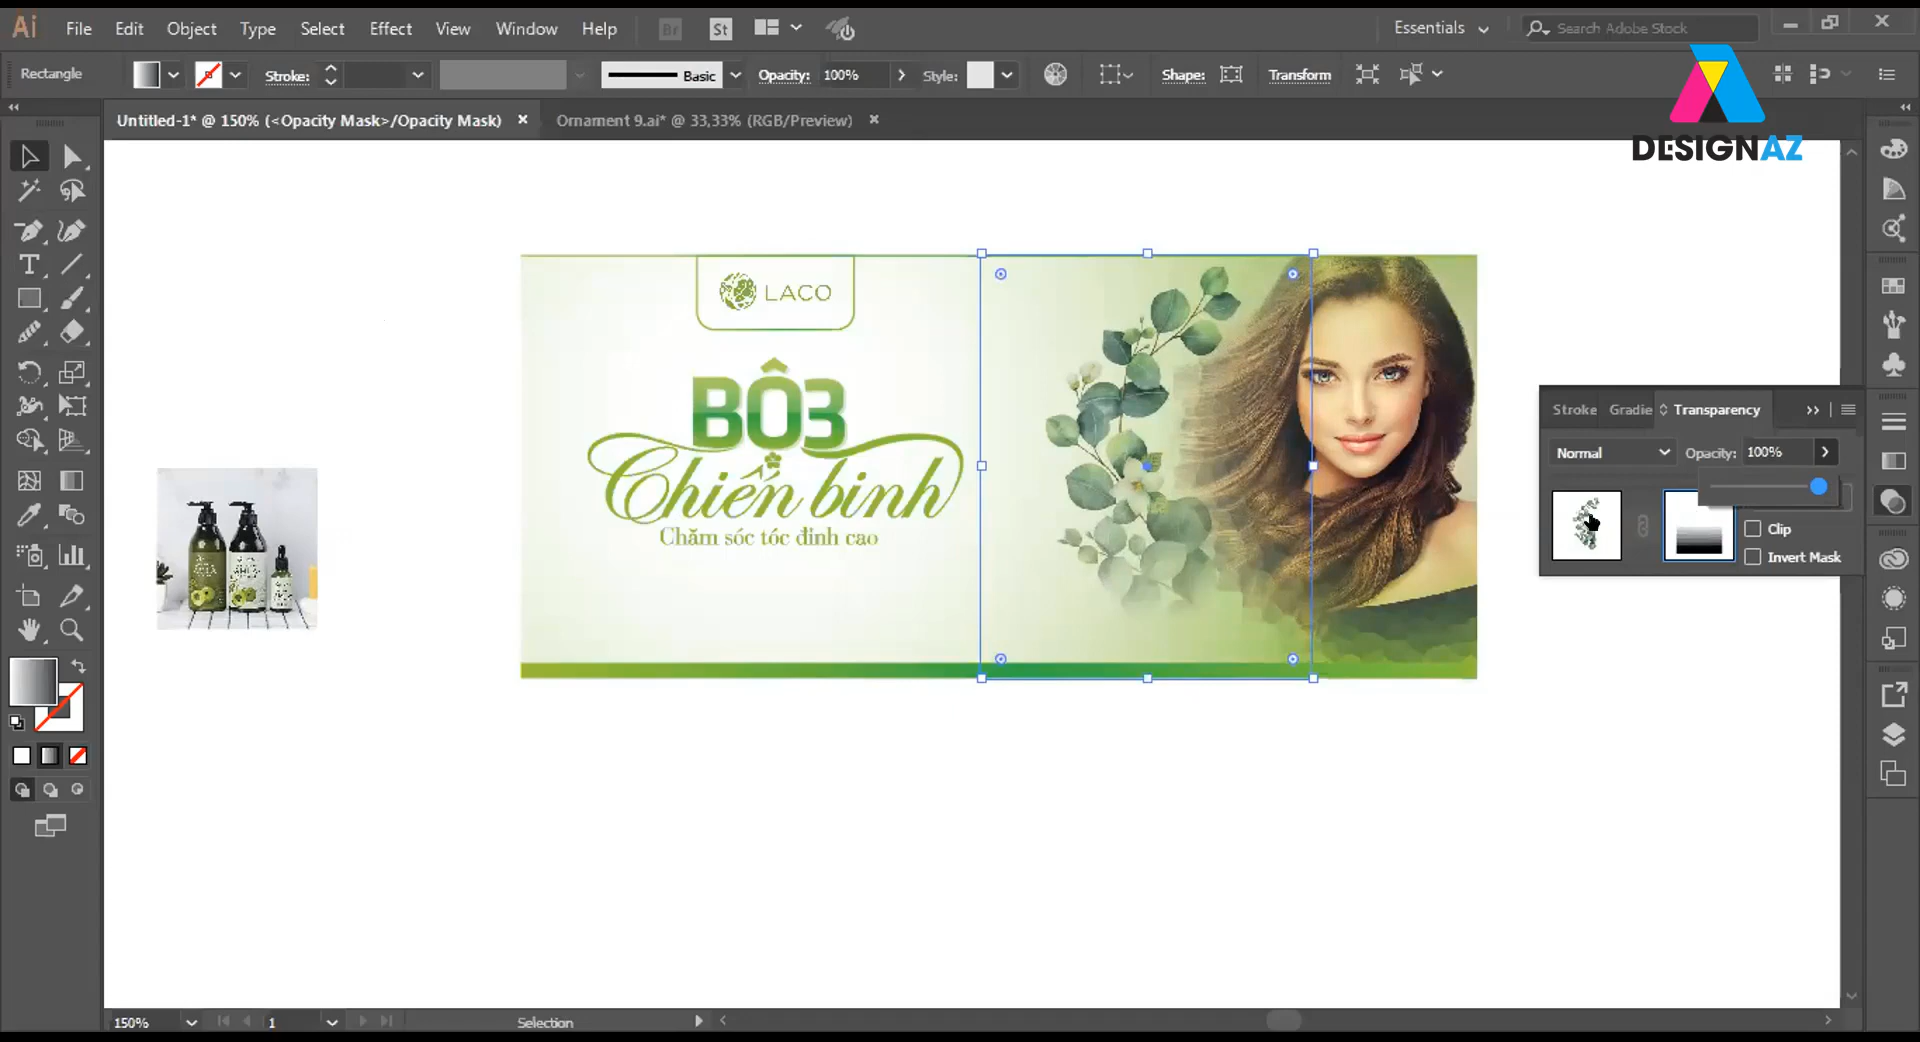 Ai File Edit Object Type Select Effect View Window Help Br St Essentials Search Adobe Stock
Rectangle Stroke: Basic Opacity: 100% Style: Shape: Transform
Untitled-1* @ 150% (<Opacity Mask>/Opacity Mask) Ornament 9.ai* @ 33,33% (RGB/Preview)
DESIGNAZ
LACO
BỘ3
Chiến binh
Chăm sóc tóc đỉnh cao
Stroke Gradie Transparency
Normal Opacity: 100%
Clip
Invert Mask
150% 1 Selection